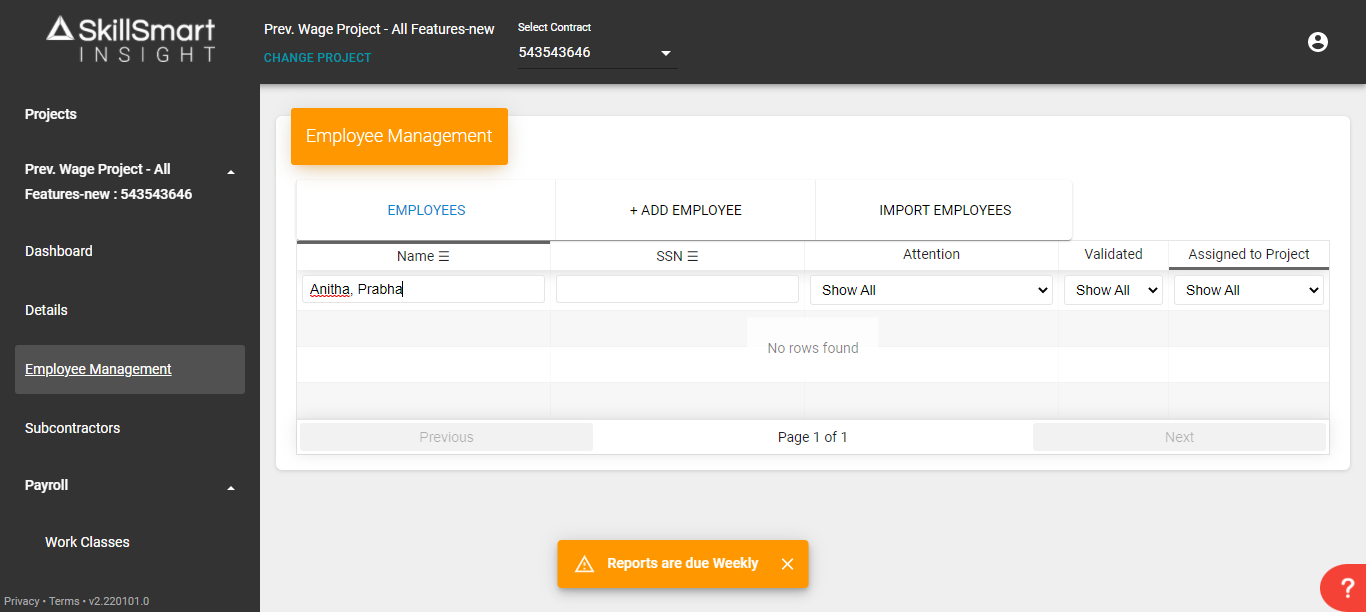 SkillSmart
INSIGHT
Prev. Wage Project - All Features-new
CHANGE PROJECT
Select Contract
543543646
Projects
Prev. Wage Project - All
Features-new : 543543646
Dashboard
Details
Employee Management
Subcontractors
Payroll
Work Classes
Privacy • Terms • v2.220101.0
Employee Management
EMPLOYEES
+ ADD EMPLOYEE
IMPORT EMPLOYEES
Name ☰
SSN ☰
Attention
Validated
Assigned to Project
Anitha, Prabha
Show All
Show All
Show All
No rows found
Previous
Page 1 of 1
Next
Reports are due Weekly
?